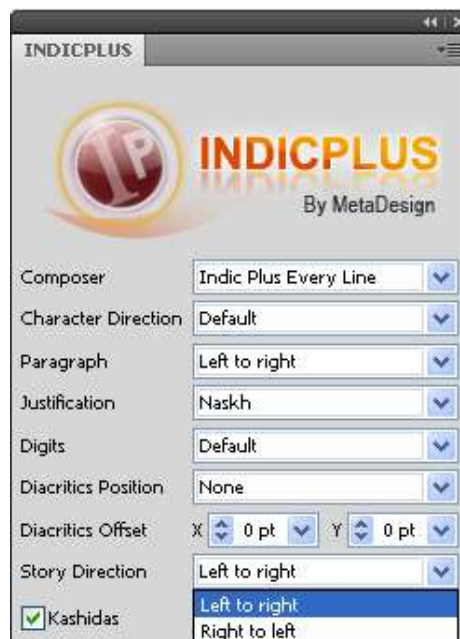 INDICPLUS
IP INDICPLUS
By MetaDesign
Composer Indic Plus Every Line
Character Direction Default
Paragraph Left to right
Justification Naskh
Digits Default
Diacritics Position None
Diacritics Offset X 0 pt Y 0 pt
Story Direction Left to right
Left to right
Kashidas
Right to left